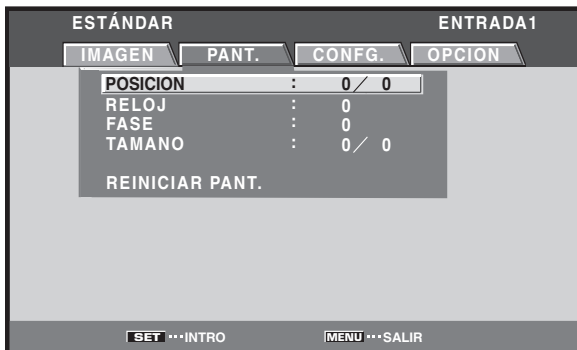 ESTÁNDAR ENTRADA1
IMAGEN PANT. CONFG. OPCION
POSICION : 0/ 0
RELOJ : 0
FASE : 0
TAMANO : 0/ 0
REINICIAR PANT.
SET ···INTRO MENU ···SALIR